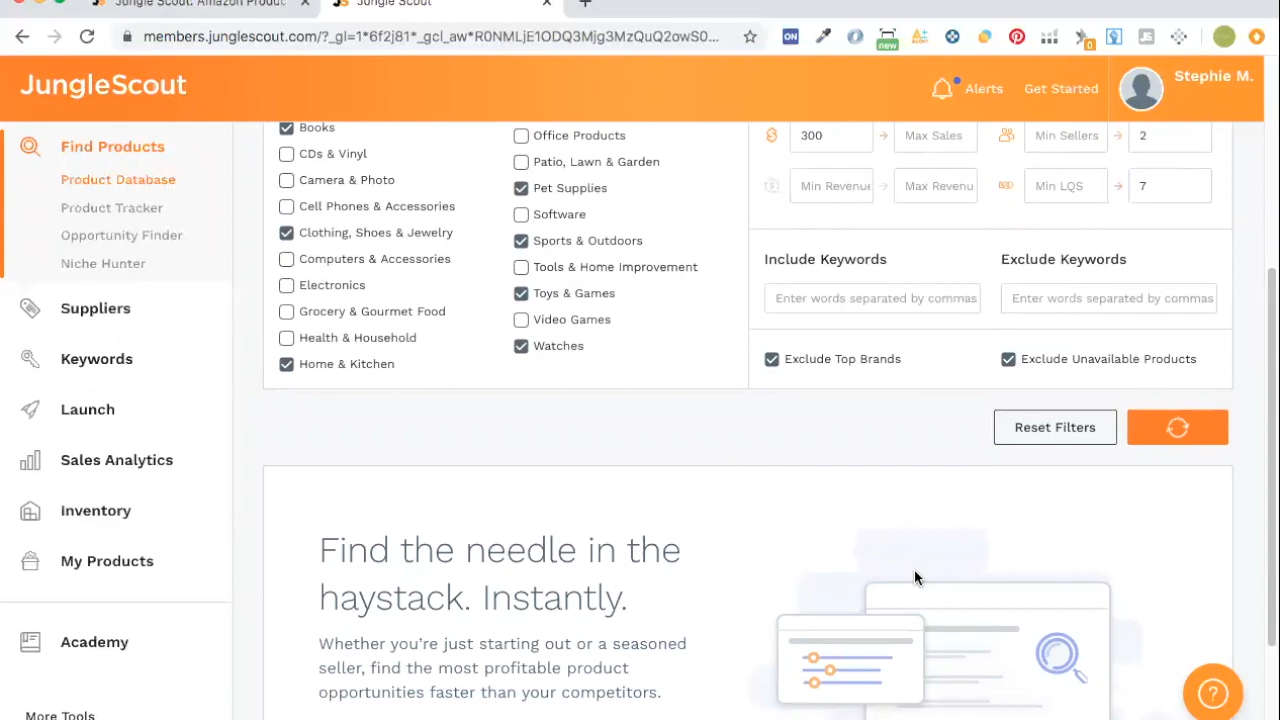 Jungle Scout: Amazon Produc
Jungle Scout
members.junglescout.com/?_gl=1*6f2j81*_gcl_aw*R0NMLjE1ODQ3Mjg3MzQuQ2owS0...
ON
new
0
JungleScout
Alerts
Get Started
Stephie M.
Find Products
Product Database
Product Tracker
Opportunity Finder
Niche Hunter
Suppliers
Keywords
Launch
Sales Analytics
Inventory
My Products
Academy
More Tools
Books
CDs & Vinyl
Camera & Photo
Cell Phones & Accessories
Clothing, Shoes & Jewelry
Computers & Accessories
Electronics
Grocery & Gourmet Food
Health & Household
Home & Kitchen
Office Products
Patio, Lawn & Garden
Pet Supplies
Software
Sports & Outdoors
Tools & Home Improvement
Toys & Games
Video Games
Watches
300 Max Sales Min Sellers 2
Min Revenue Max Revenu LQS Min LQS 7
Include Keywords Exclude Keywords
Enter words separated by commas Enter words separated by commas
Exclude Top Brands Exclude Unavailable Products
Reset Filters
Find the needle in the
haystack. Instantly.
Whether you're just starting out or a seasoned
seller, find the most profitable product
opportunities faster than your competitors.
?